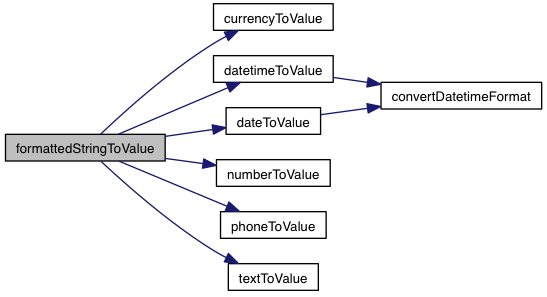 currencyToValue
datetimeToValue
convertDatetimeFormat
dateToValue
formattedStringToValue
numberToValue
phoneToValue
textToValue